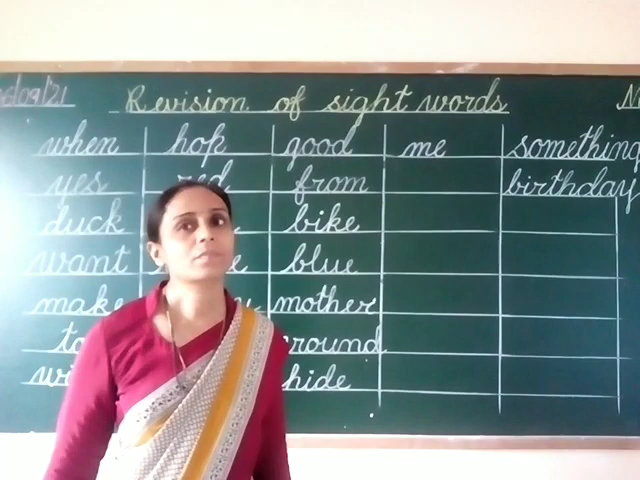 Revision of sight words
when hop good me something
yes red from birthday
duck bike
want blue
make mother
hide